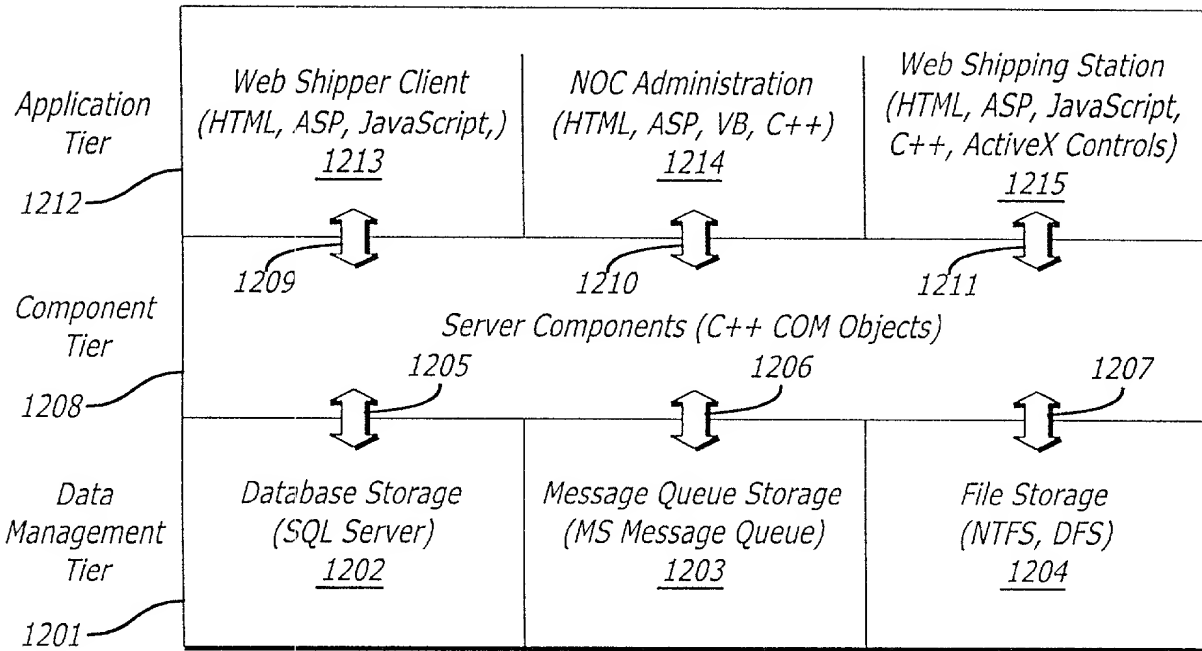 Application
Tier
1212
Web Shipper Client
(HTML, ASP, JavaScript,)
1213
NOC Administration
(HTML, ASP, VB, C++)
1214
Web Shipping Station
(HTML, ASP, JavaScript,
C++, ActiveX Controls)
1215
1209
1210
1211
Component
Tier
1208
Server Components (C++ COM Objects)
1205
1206
1207
Data
Management
Tier
1201
Database Storage
(SQL Server)
1202
Message Queue Storage
(MS Message Queue)
1203
File Storage
(NTFS, DFS)
1204